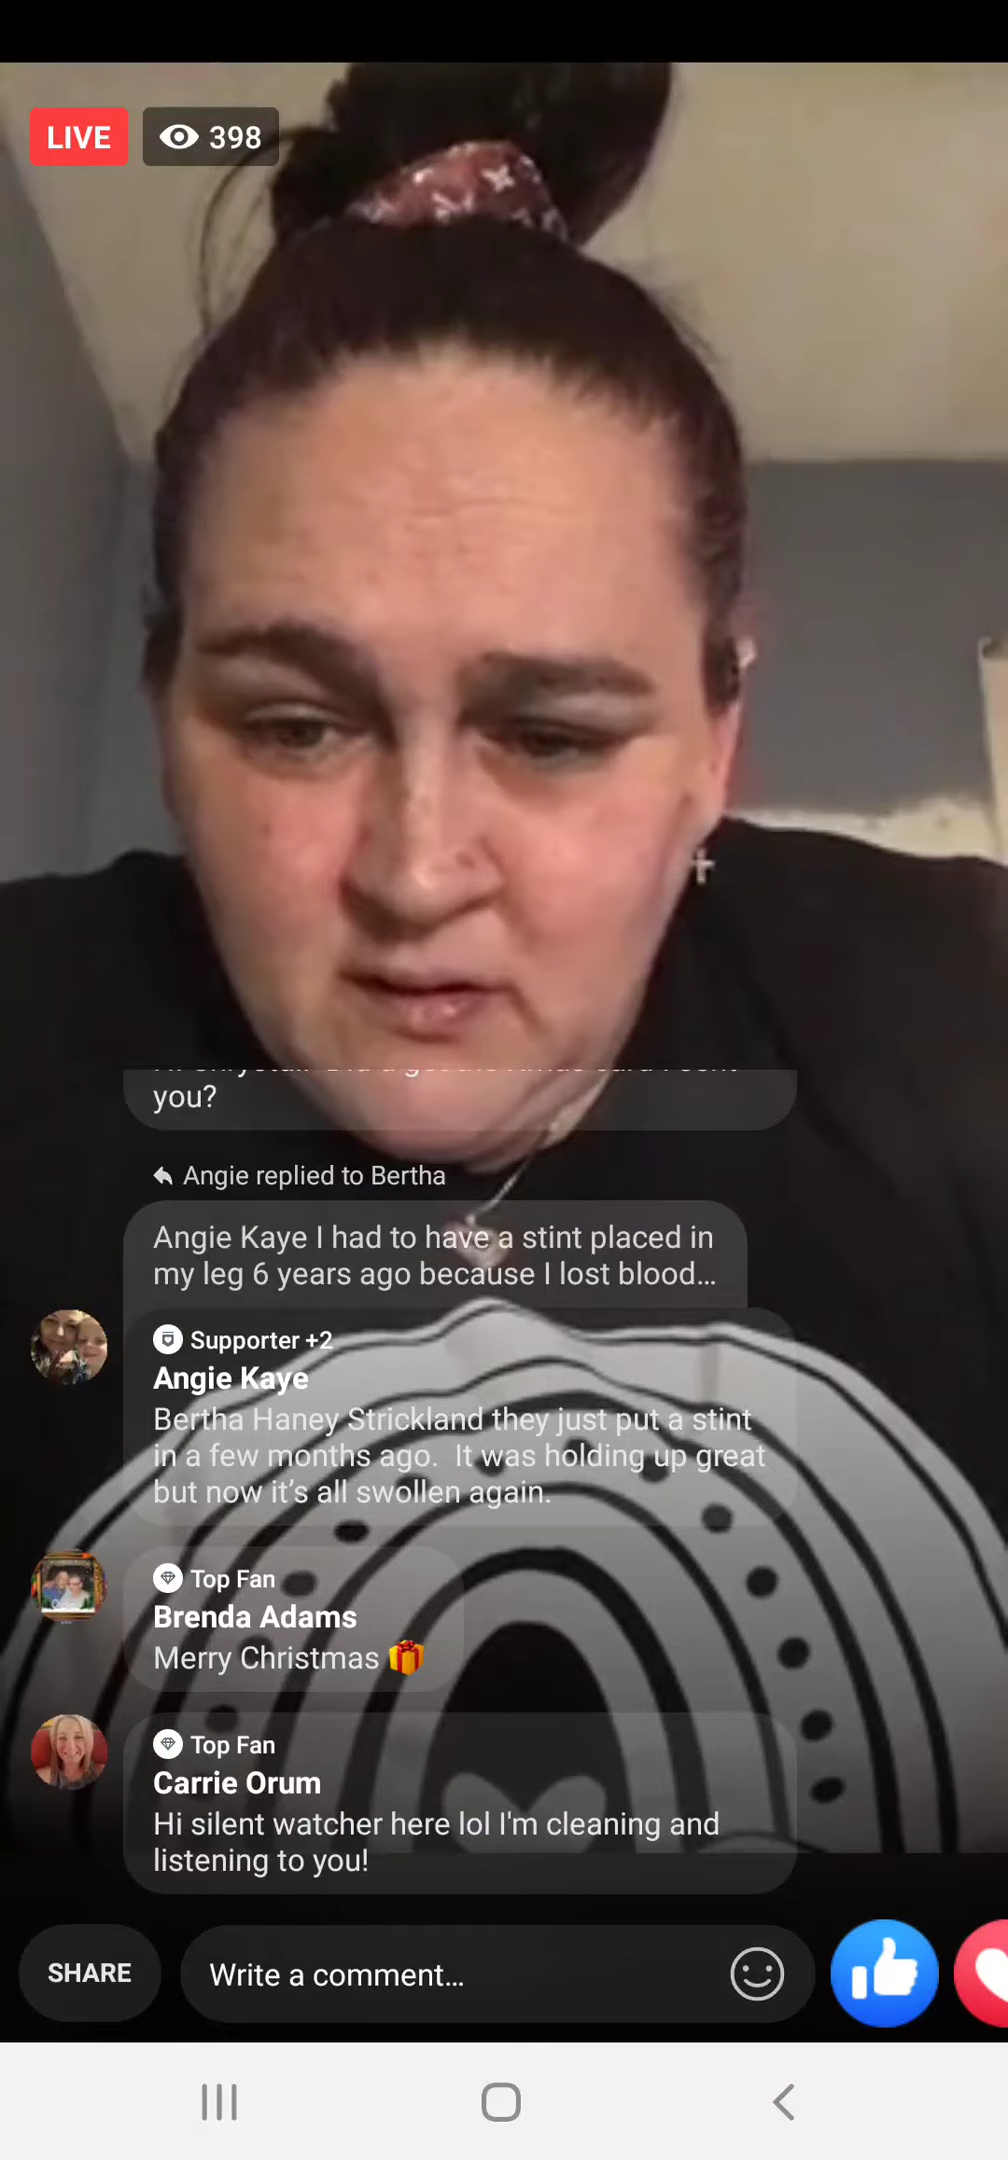 LIVE
398
you?
Angie replied to Bertha
Angie Kaye I had to have a stint placed in
my leg 6 years ago because I lost blood...
Supporter +2
Angie Kaye
Bertha Haney Strickland they just put a stint
in a few months ago. It was holding up great
but now it’s all swollen again.
Top Fan
Brenda Adams
Merry Christmas 🎁
Top Fan
Carrie Orum
Hi silent watcher here lol I'm cleaning and
listening to you!
SHARE
Write a comment...